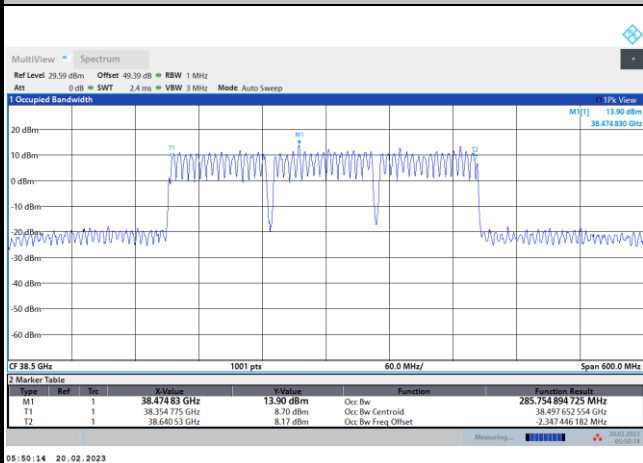 MultiView Spectrum
Ref Level 29.59 dBm Offset 49.39 dB RBW 1 MHz
Att 0 dB SWT 2.4 ms VBW 3 MHz Mode Auto Sweep
1 Occupied Bandwidth 1Pk View
M1[1] 13.90 dBm
38.474 830 GHz
20 dBm
M1
T1 T2
10 dBm
0 dBm
-10 dBm
-20 dBm
-30 dBm
-40 dBm
-50 dBm
-60 dBm
CF 38.5 GHz 1001 pts 60.0 MHz/ Span 600.0 MHz
2 Marker Table
Type Ref Trc X-Value Y-Value Function Function Result
M1 1 38.474 83 GHz 13.90 dBm Occ Bw 285.754 894 725 MHz
T1 1 38.354 775 GHz 8.70 dBm Occ Bw Centroid 38.497 652 554 GHz
T2 1 38.640 53 GHz 8.17 dBm Occ Bw Freq Offset -2.347 446 182 MHz
Measuring... 20.02.2023
05:50:14
05:50:14 20.02.2023